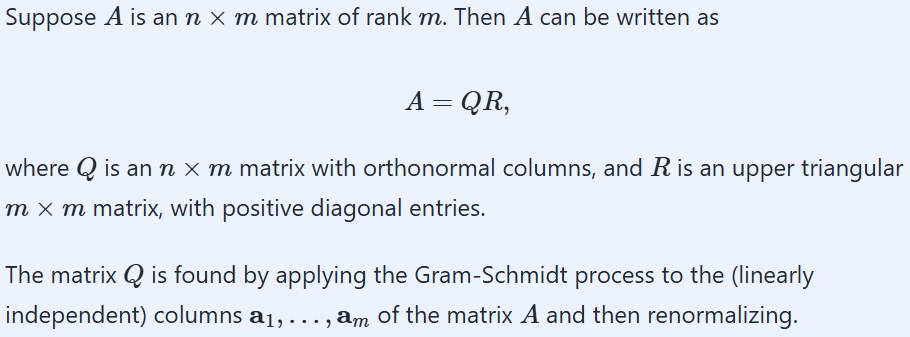 Suppose A is an n × m matrix of rank m. Then A can be written as
A = QR,
where Q is an n × m matrix with orthonormal columns, and R is an upper triangular
m × m matrix, with positive diagonal entries.
The matrix Q is found by applying the Gram-Schmidt process to the (linearly
independent) columns a₁, . . . , aₘ of the matrix A and then renormalizing.